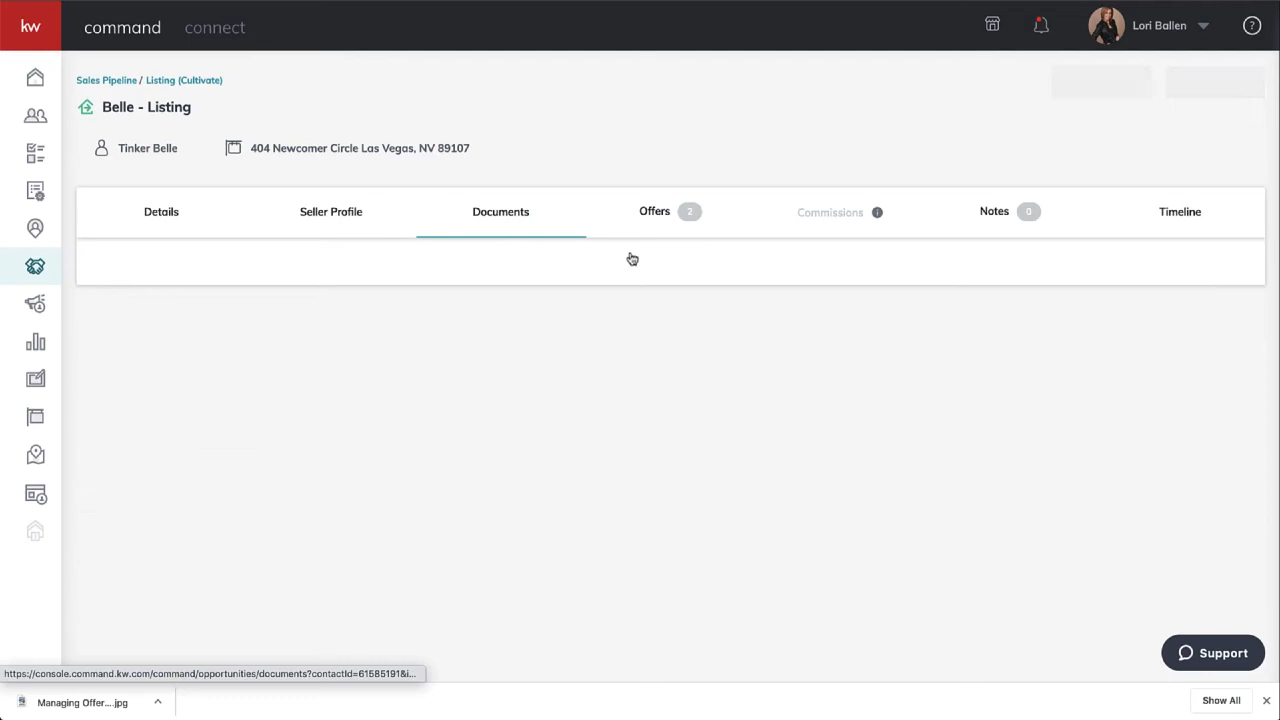 kw command connect Lori Ballen ?
Sales Pipeline / Listing (Cultivate)
Belle - Listing
Tinker Belle 404 Newcomer Circle Las Vegas, NV 89107
Details Seller Profile Documents Offers 2 Commissions i Notes 0 Timeline
Support
https://console.command.kw.com/command/opportunities/documents?contactId=61585191&i...
Managing Offer....jpg Show All